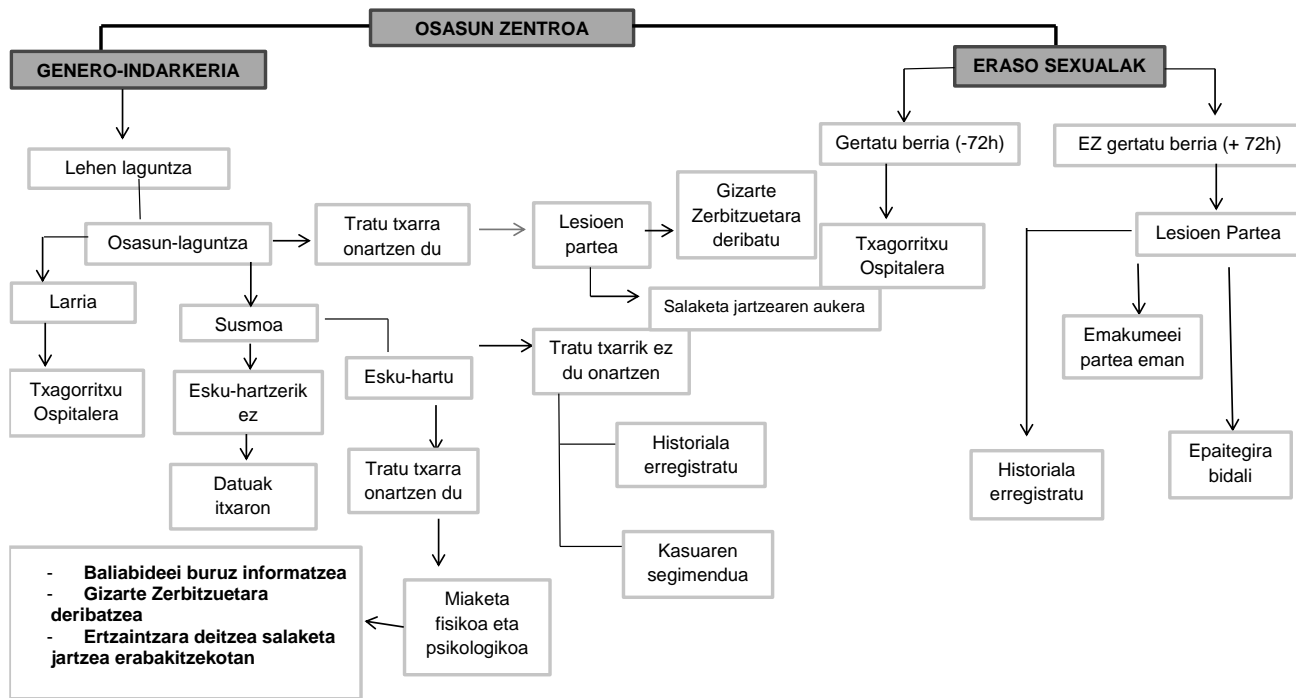 OSASUN ZENTROA
GENERO-INDARKERIA
ERASO SEXUALAK
Gertatu berria (-72h)
EZ gertatu berria (+ 72h)
Lehen laguntza
Osasun-laguntza
Tratu txarra
onartzen du
Lesioen
partea
Gizarte
Zerbitzuetara
deribatu
Txagorritxu
Ospitalera
Lesioen Partea
Larria
Susmoa
Salaketa jartzearen aukera
Tratu txarrik ez
du onartzen
Emakumeei
partea eman
Txagorritxu
Ospitalera
Esku-hartzerik
ez
Esku-hartu
Historiala
erregistratu
Historiala
erregistratu
Epaitegira
bidali
Datuak
itxaron
Tratu txarra
onartzen du
Kasuaren
segimendua
- Baliabideei buruz informatzea
- Gizarte Zerbitzuetara
deribatzea
- Ertzaintzara deitzea salaketa
jartzea erabakitzekotan
Miaketa
fisikoa eta
psikologikoa